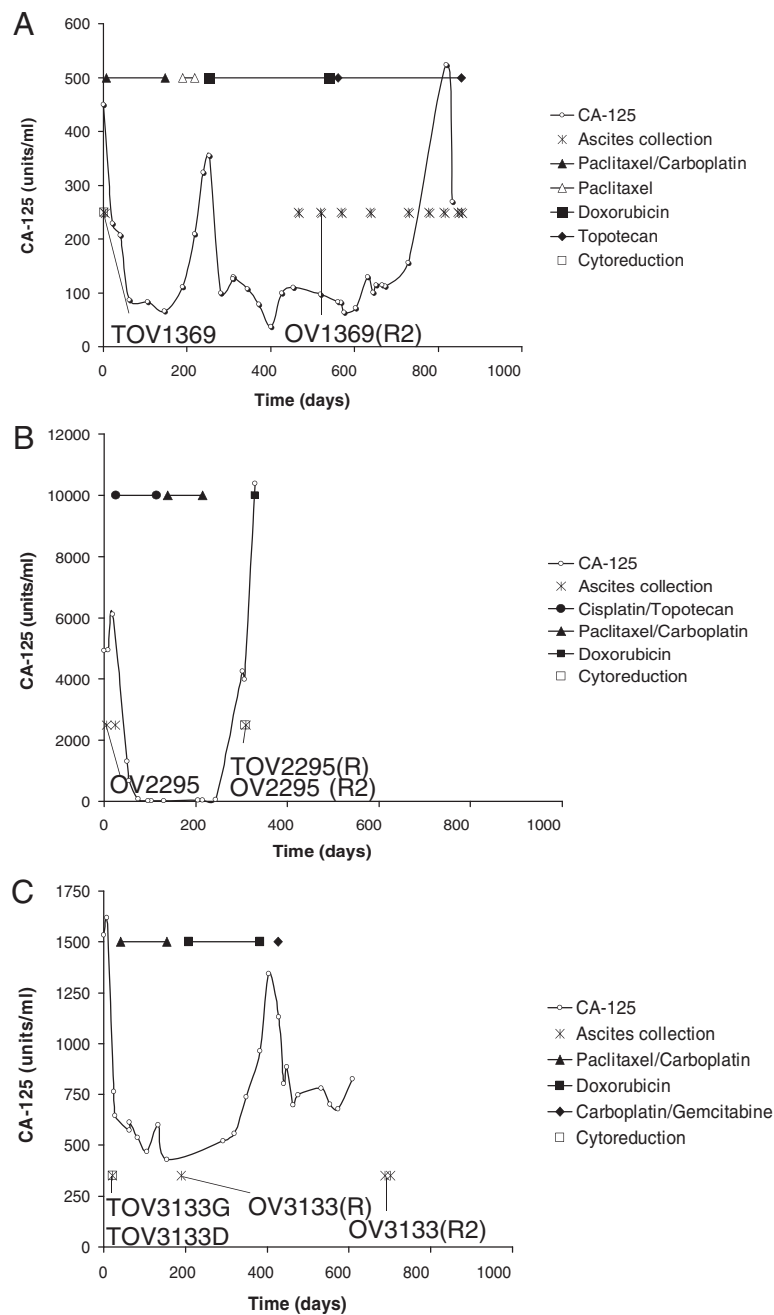 A
600
500
400
300
200
100
0
CA-125 (units/ml)
TOV1369
OV1369(R2)
0 200 400 600 800 1000
Time (days)
CA-125
Ascites collection
Paclitaxel/Carboplatin
Paclitaxel
Doxorubicin
Topotecan
Cytoreduction
B
12000
10000
8000
6000
4000
2000
0
CA-125 (units/ml)
OV2295
TOV2295(R)
OV2295 (R2)
0 200 400 600 800 1000
Time (days)
CA-125
Ascites collection
Cisplatin/Topotecan
Paclitaxel/Carboplatin
Doxorubicin
Cytoreduction
C
1750
1500
1250
1000
750
500
250
0
CA-125 (units/ml)
TOV3133G
TOV3133D
OV3133(R)
OV3133(R2)
0 200 400 600 800 1000
Time (days)
CA-125
Ascites collection
Paclitaxel/Carboplatin
Doxorubicin
Carboplatin/Gemcitabine
Cytoreduction